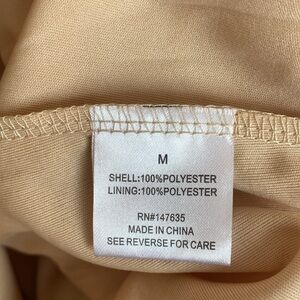 M
SHELL:100%POLYESTER
LINING:100%POLYESTER
RN#147635
MADE IN CHINA
SEE REVERSE FOR CARE